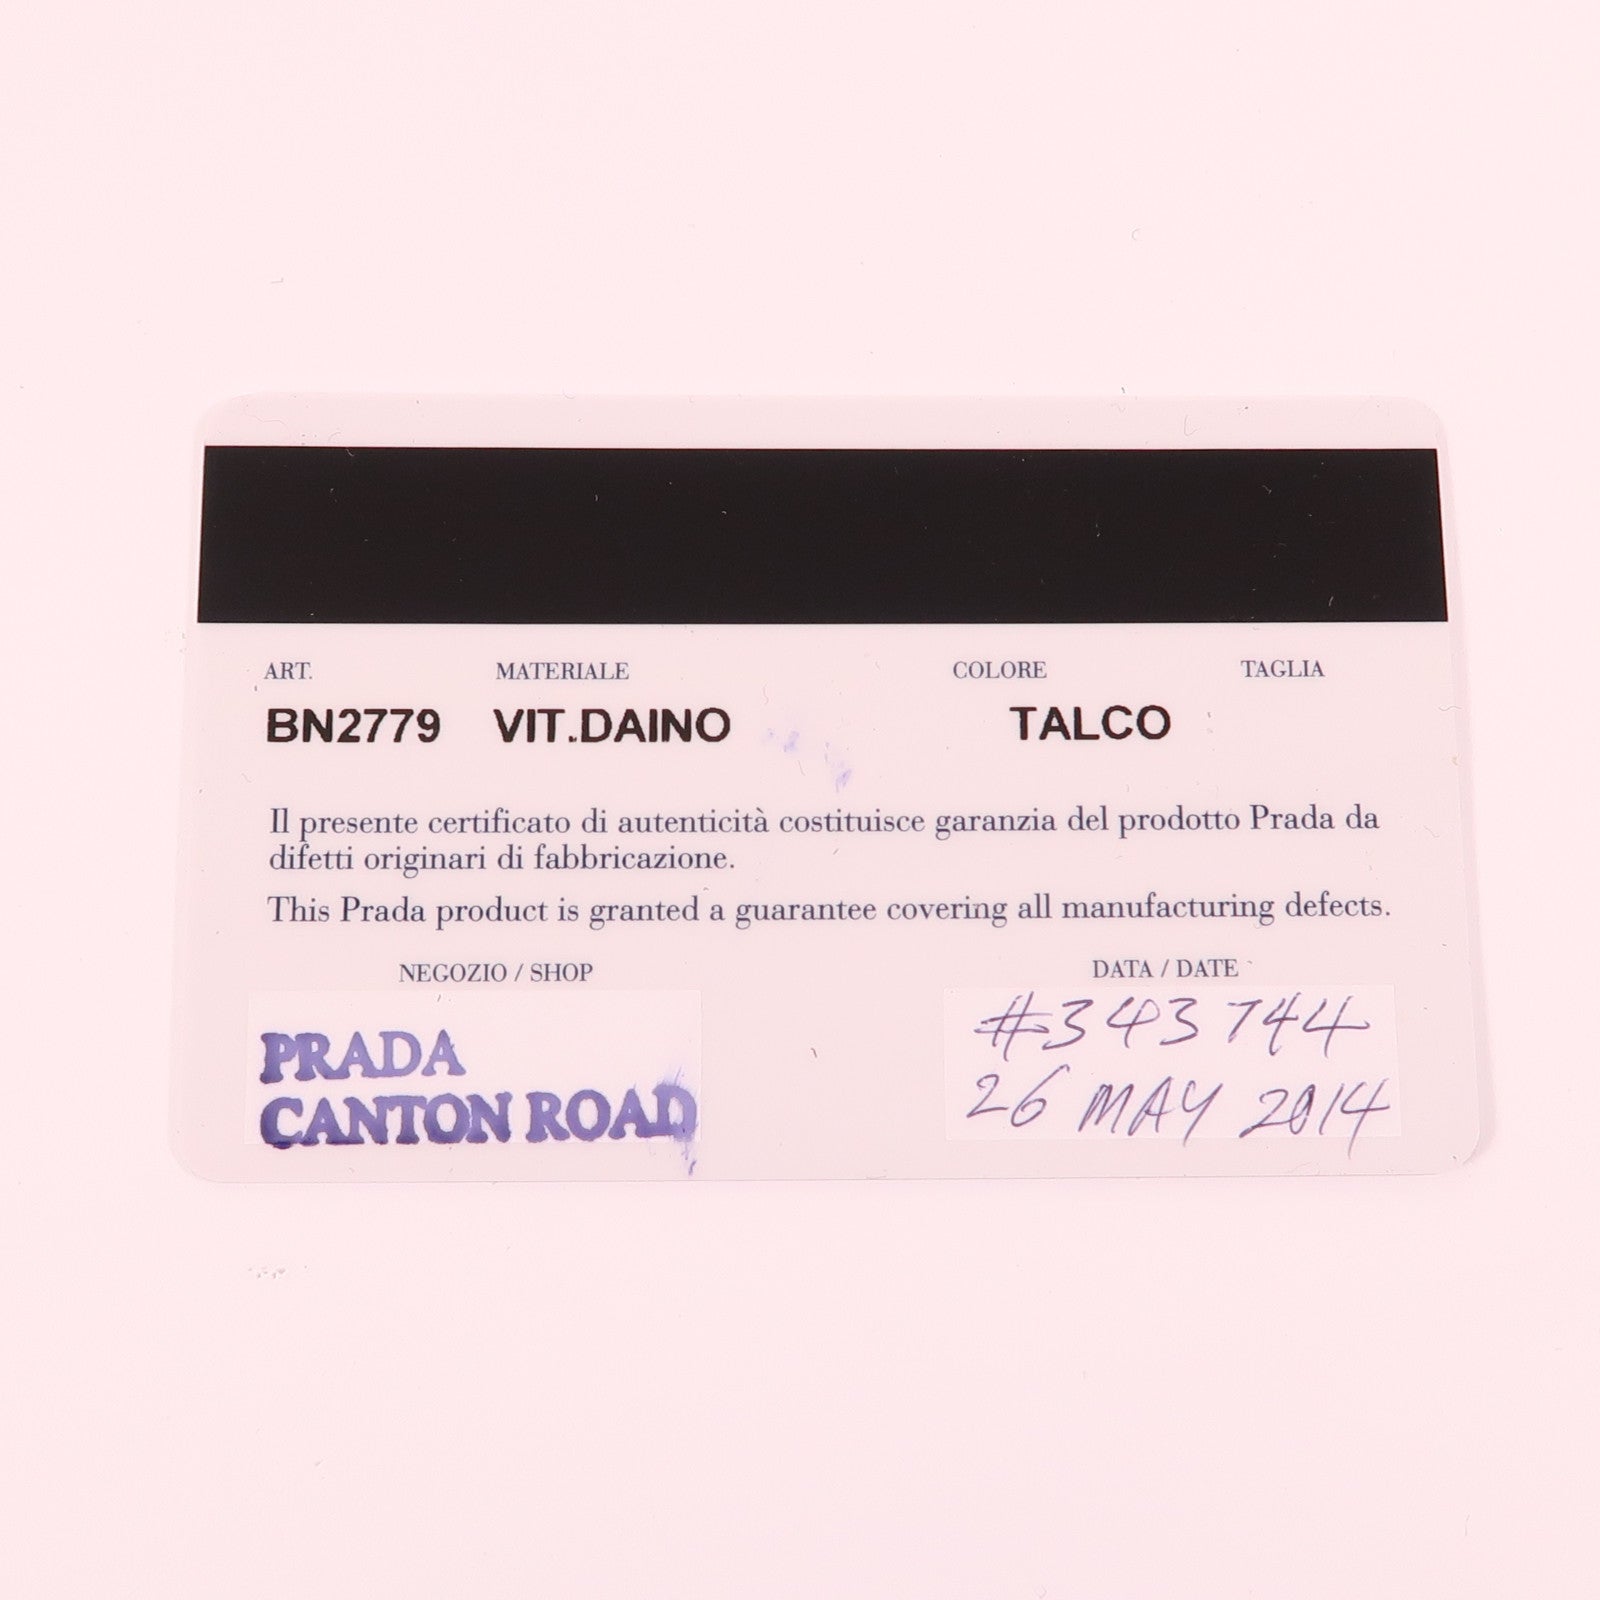 ART. MATERIALE COLORE TAGLIA
BN2779 VIT.DAINO TALCO
Il presente certificato di autenticità costituisce garanzia del prodotto Prada da
difetti originari di fabbricazione.
This Prada product is granted a guarantee covering all manufacturing defects.
NEGOZIO / SHOP DATA / DATE
PRADA #343744
CANTON ROAD 26 MAY 2014